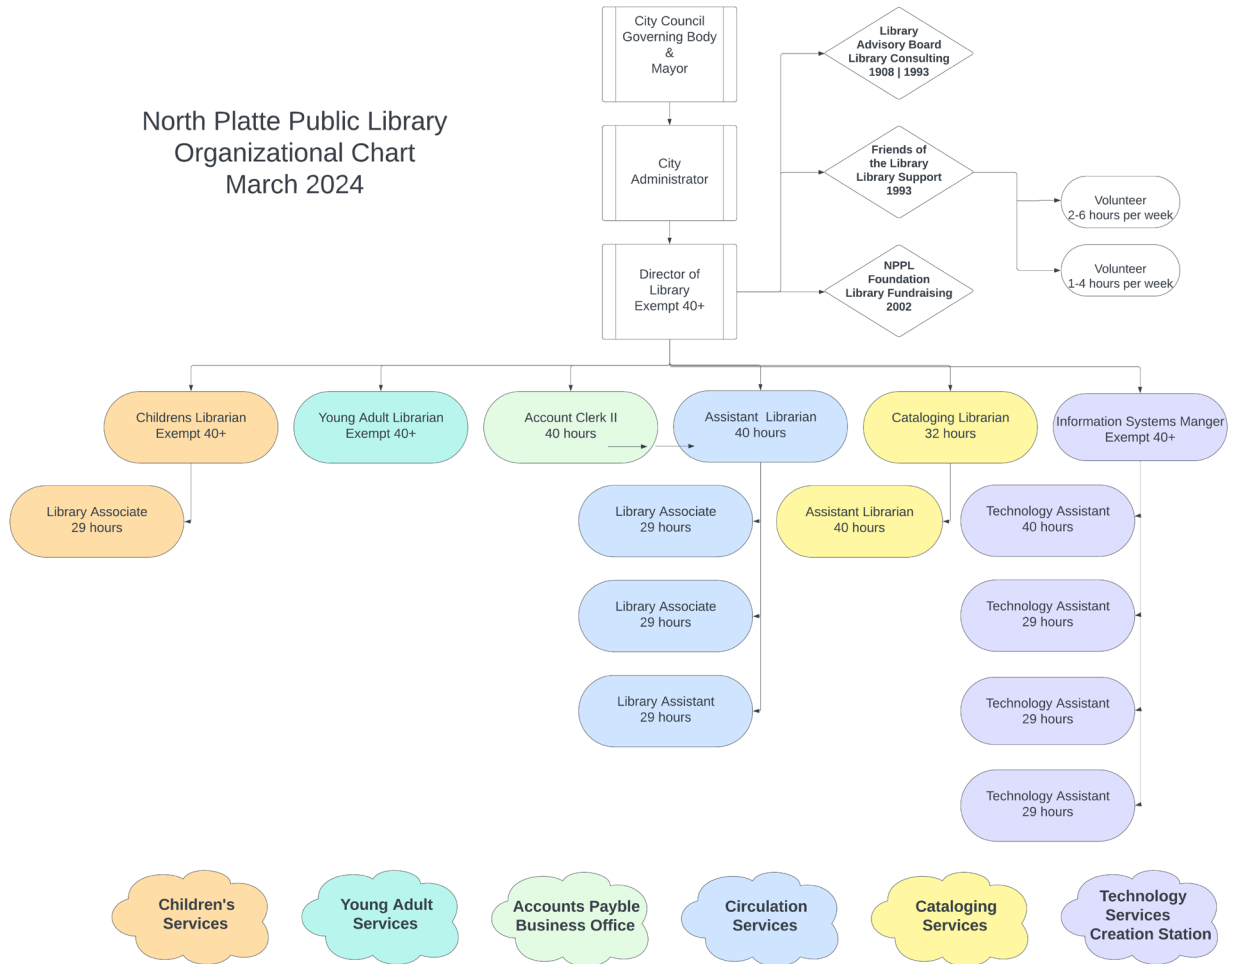 City Council
Governing Body
&
Mayor
Library
Advisory Board
Library Consulting
1908 | 1993
North Platte Public Library
Organizational Chart
March 2024
City
Administrator
Friends of
the Library
Library Support
1993
Volunteer
2-6 hours per week
Director of
Library
Exempt 40+
NPPL
Foundation
Library Fundraising
2002
Volunteer
1-4 hours per week
Childrens Librarian
Exempt 40+
Young Adult Librarian
Exempt 40+
Account Clerk II
40 hours
Assistant Librarian
40 hours
Cataloging Librarian
32 hours
Information Systems Manger
Exempt 40+
Library Associate
29 hours
Library Associate
29 hours
Assistant Librarian
40 hours
Technology Assistant
40 hours
Library Associate
29 hours
Technology Assistant
29 hours
Library Assistant
29 hours
Technology Assistant
29 hours
Technology Assistant
29 hours
Children's
Services
Young Adult
Services
Accounts Payble
Business Office
Circulation
Services
Cataloging
Services
Technology
Services
Creation Station